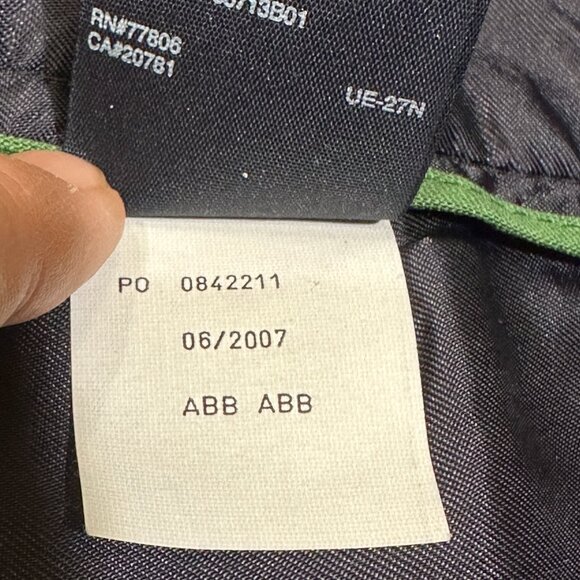 RN#77806
CA#20781
UE-27N
PO 0842211
06/2007
ABB ABB